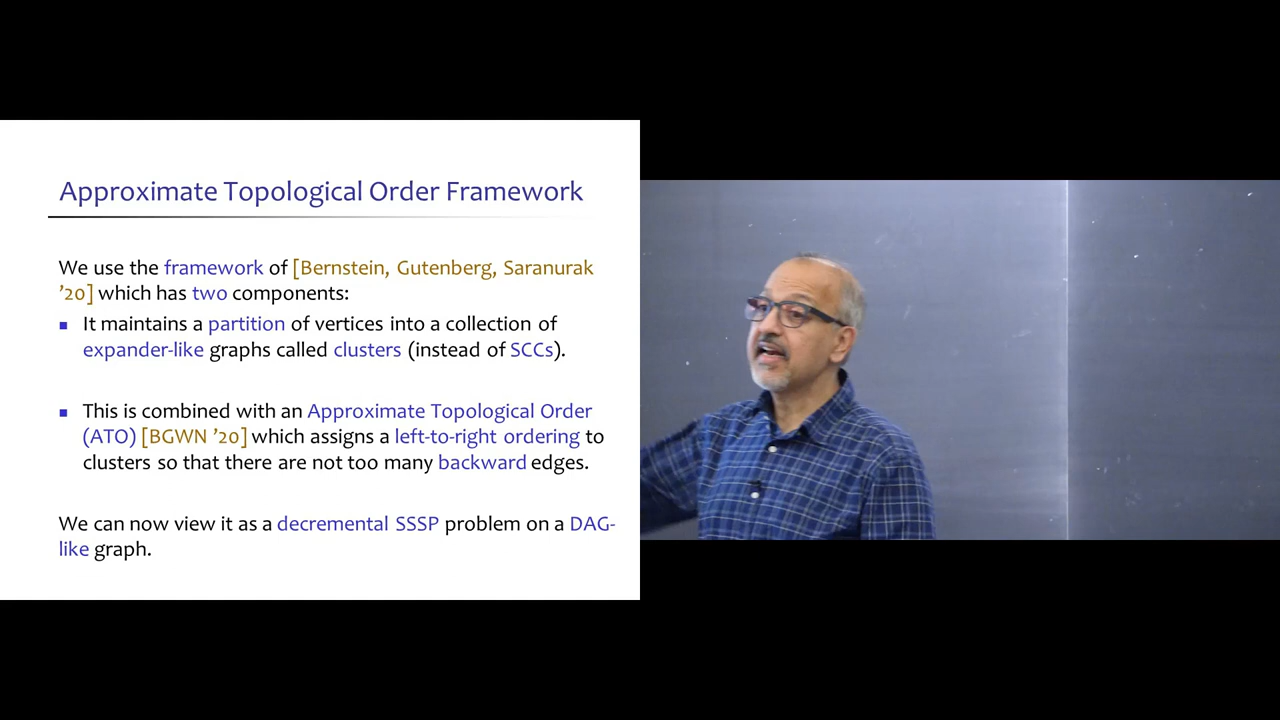 Approximate Topological Order Framework
We use the framework of [Bernstein, Gutenberg, Saranurak
’20] which has two components:
▪ It maintains a partition of vertices into a collection of
expander-like graphs called clusters (instead of SCCs).
▪ This is combined with an Approximate Topological Order
(ATO) [BGWN ’20] which assigns a left-to-right ordering to
clusters so that there are not too many backward edges.
We can now view it as a decremental SSSP problem on a DAG-
like graph.